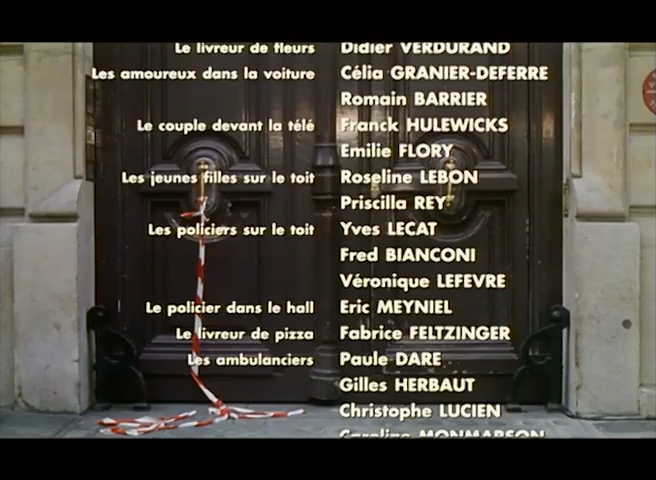 Le livreur de fleurs Didier VERDURAND
Les amoureux dans la voiture Célia GRANIER-DEFERRE
Romain BARRIER
Le couple devant la télé Franck HULEWICKS
Emilie FLORY
Les jeunes filles sur le toit Roseline LEBON
Priscilla REY
Les policiers sur le toit Yves LECAT
Fred BIANCONI
Véronique LEFEVRE
Le policier dans le hall Eric MEYNIEL
Le livreur de pizza Fabrice FELTZINGER
Les ambulanciers Paule DARE
Gilles HERBAUT
Christophe LUCIEN
Caroline